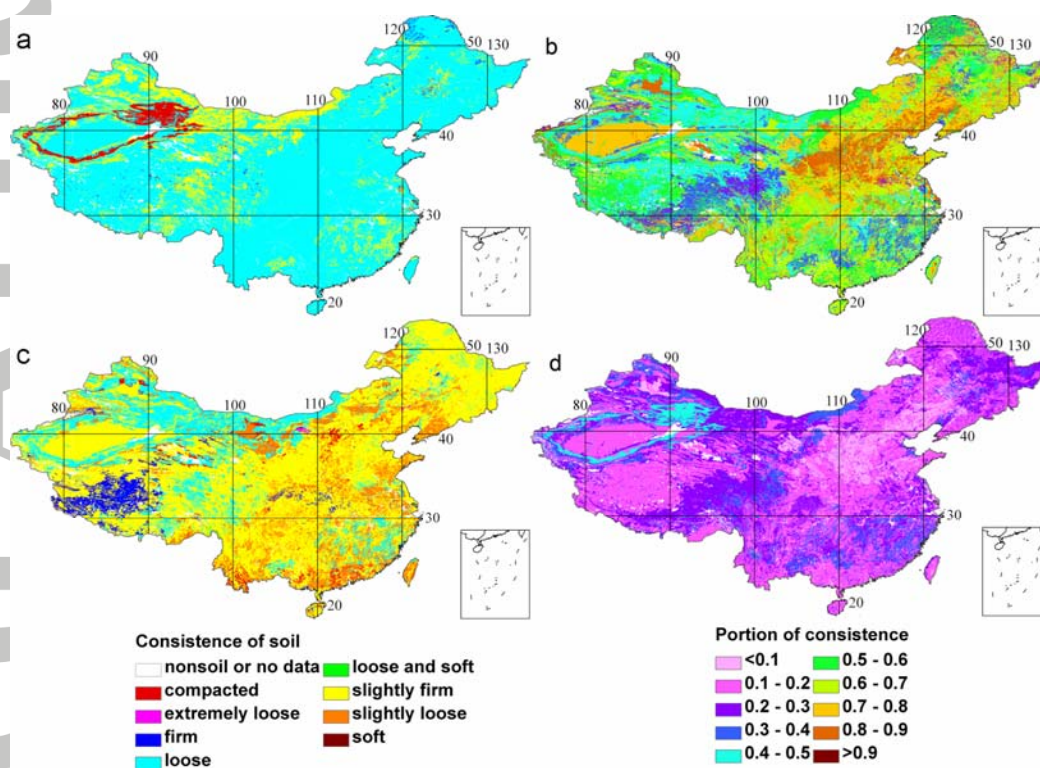 a
120
50
130
90
80
100
110
40
30
20
b
120
50
130
90
80
100
110
40
30
20
c
120
50
130
90
80
100
110
40
30
20
d
120
50
130
90
80
100
110
40
30
20
Consistence of soil
nonsoil or no data
loose and soft
compacted
slightly firm
extremely loose
slightly loose
firm
soft
loose
Portion of consistence
<0.1
0.5 - 0.6
0.1 - 0.2
0.6 - 0.7
0.2 - 0.3
0.7 - 0.8
0.3 - 0.4
0.8 - 0.9
0.4 - 0.5
>0.9